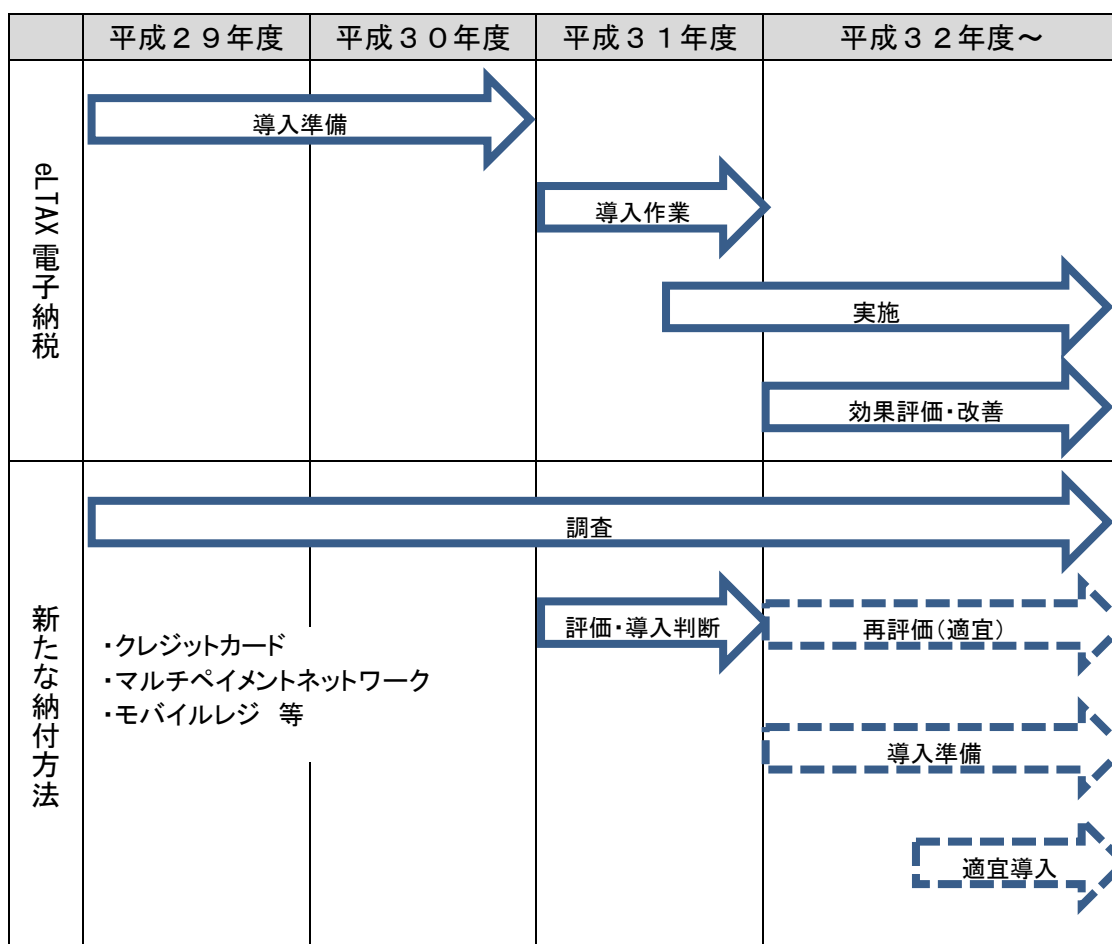 平成２９年度
平成３０年度
平成３１年度
平成３２年度～
eLTAX 電子納税
導入準備
導入作業
実施
効果評価・改善
新たな納付方法
調査
評価・導入判断
再評価（適宜）
・クレジットカード
・マルチペイメントネットワーク
・モバイルレジ　等
導入準備
適宜導入